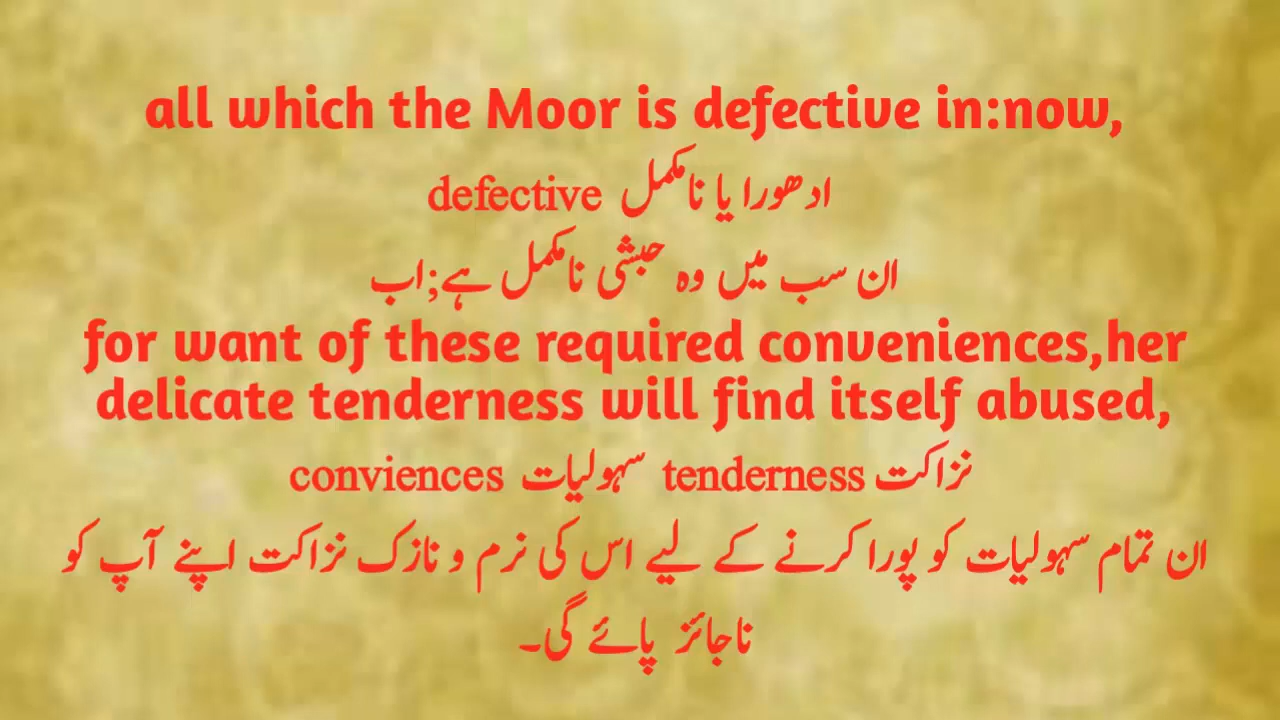 all which the Moor is defective in:now,
ادھورا یا نامکمل defective
ان سب میں وہ حبشی نامکمل ہے;اب
for want of these required conveniences,her
delicate tenderness will find itself abused,
نزاکت tenderness سہولیات conviences
ان تمام سہولیات کو پورا کرنے کے لیے اس کی نرم و نازک نزاکت اپنے آپ کو
ناجائز پائے گی۔